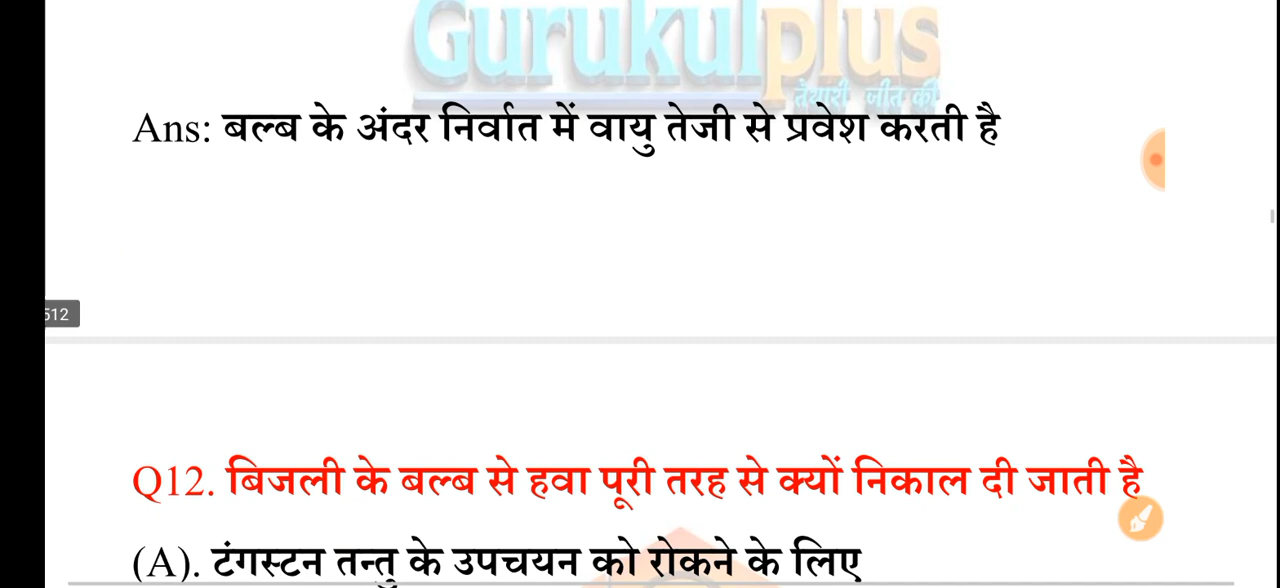 Gurukulplus
तैयारी जीत की
Ans: बल्ब के अंदर निर्वात में वायु तेजी से प्रवेश करती है
512
Q12. बिजली के बल्ब से हवा पूरी तरह से क्यों निकाल दी जाती है
(A). टंगस्टन तन्तु के उपचयन को रोकने के लिए